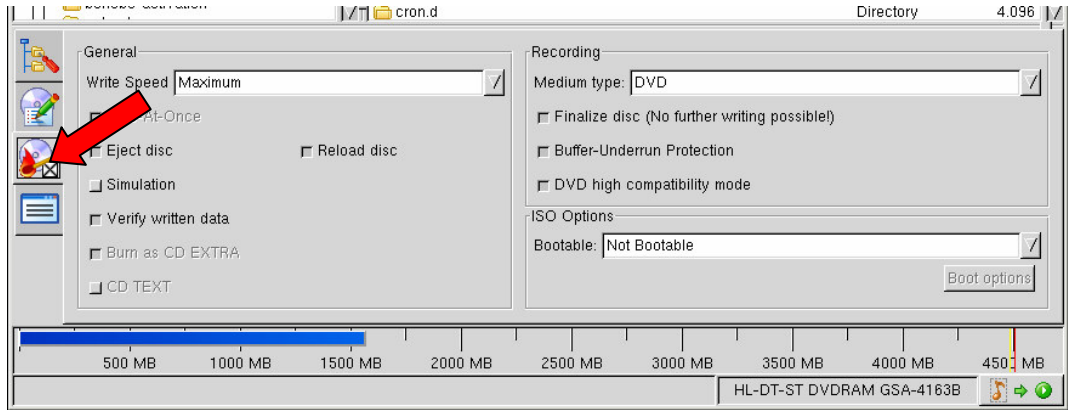 cron.d Directory 4.096
General
Write Speed Maximum
At-Once
Eject disc Reload disc
Simulation
Verify written data
Burn as CD EXTRA
CD TEXT
Recording
Medium type: DVD
Finalize disc (No further writing possible!)
Buffer-Underrun Protection
DVD high compatibility mode
ISO Options
Bootable: Not Bootable
Boot options
500 MB 1000 MB 1500 MB 2000 MB 2500 MB 3000 MB 3500 MB 4000 MB 4501 MB
HL-DT-ST DVDRAM GSA-4163B